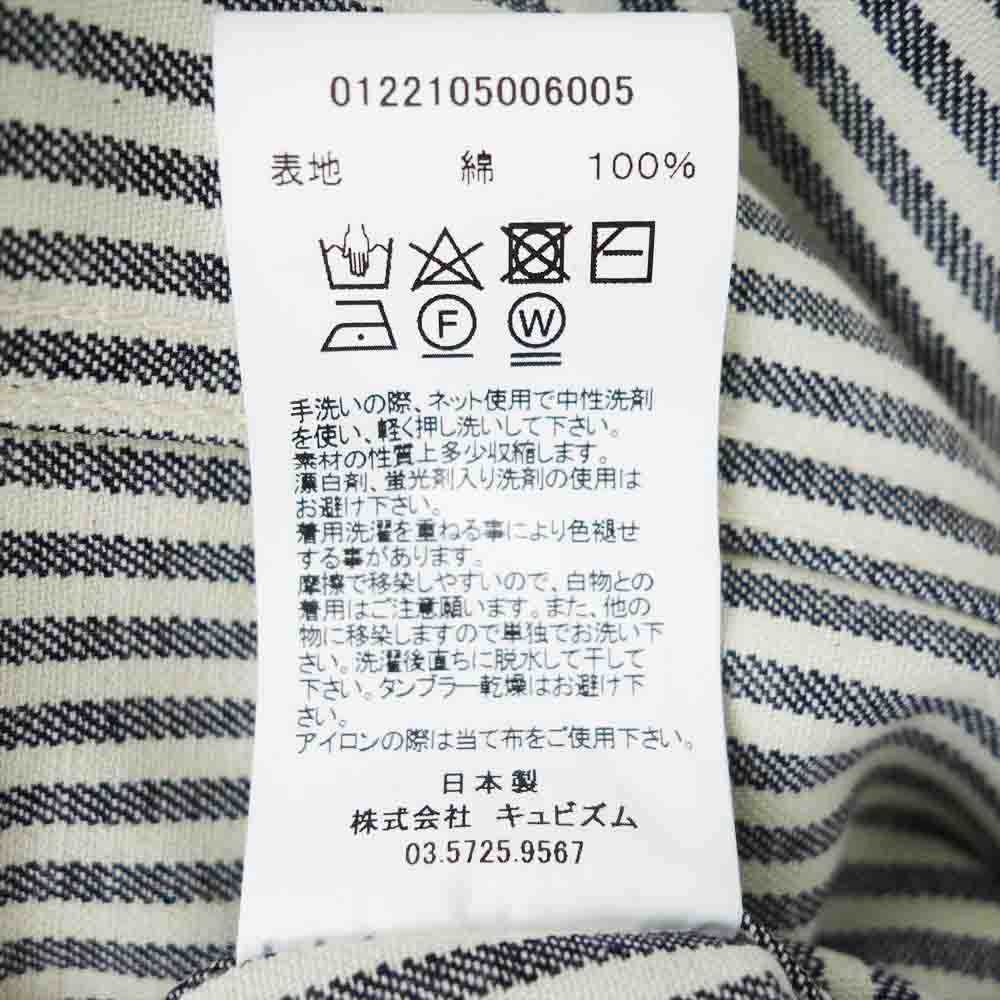 0122105006005
表地 綿 100%
F W
手洗いの際、ネット使用で中性洗剤
を使い、軽く押し洗いして下さい。
素材の性質上多少収縮します。
漂白剤、蛍光剤入り洗剤の使用は
お避け下さい。
着用洗濯を重ねる事により色褪せ
する事があります。
摩擦で移染しやすいので、白物との
着用はご注意願います。また、他の
物に移染しますので単独でお洗い下
さい。洗濯後直ちに脱水して干して
下さい。タンブラー乾燥はお避け下
さい。
アイロンの際は当て布をご使用下さい。
日本製
株式会社 キュビズム
03.5725.9567